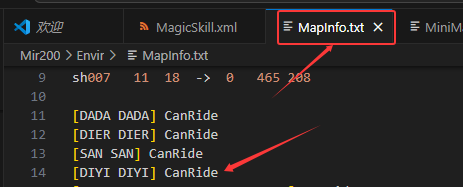 欢迎 MagicSkill.xml MapInfo.txt MiniMa
Mir200 > Envir > MapInfo.txt
9 sh007 11 18 -> 0 465 208
10
11 [DADA DADA] CanRide
12 [DIER DIER] CanRide
13 [SAN SAN] CanRide
14 [DIYI DIYI] CanRide